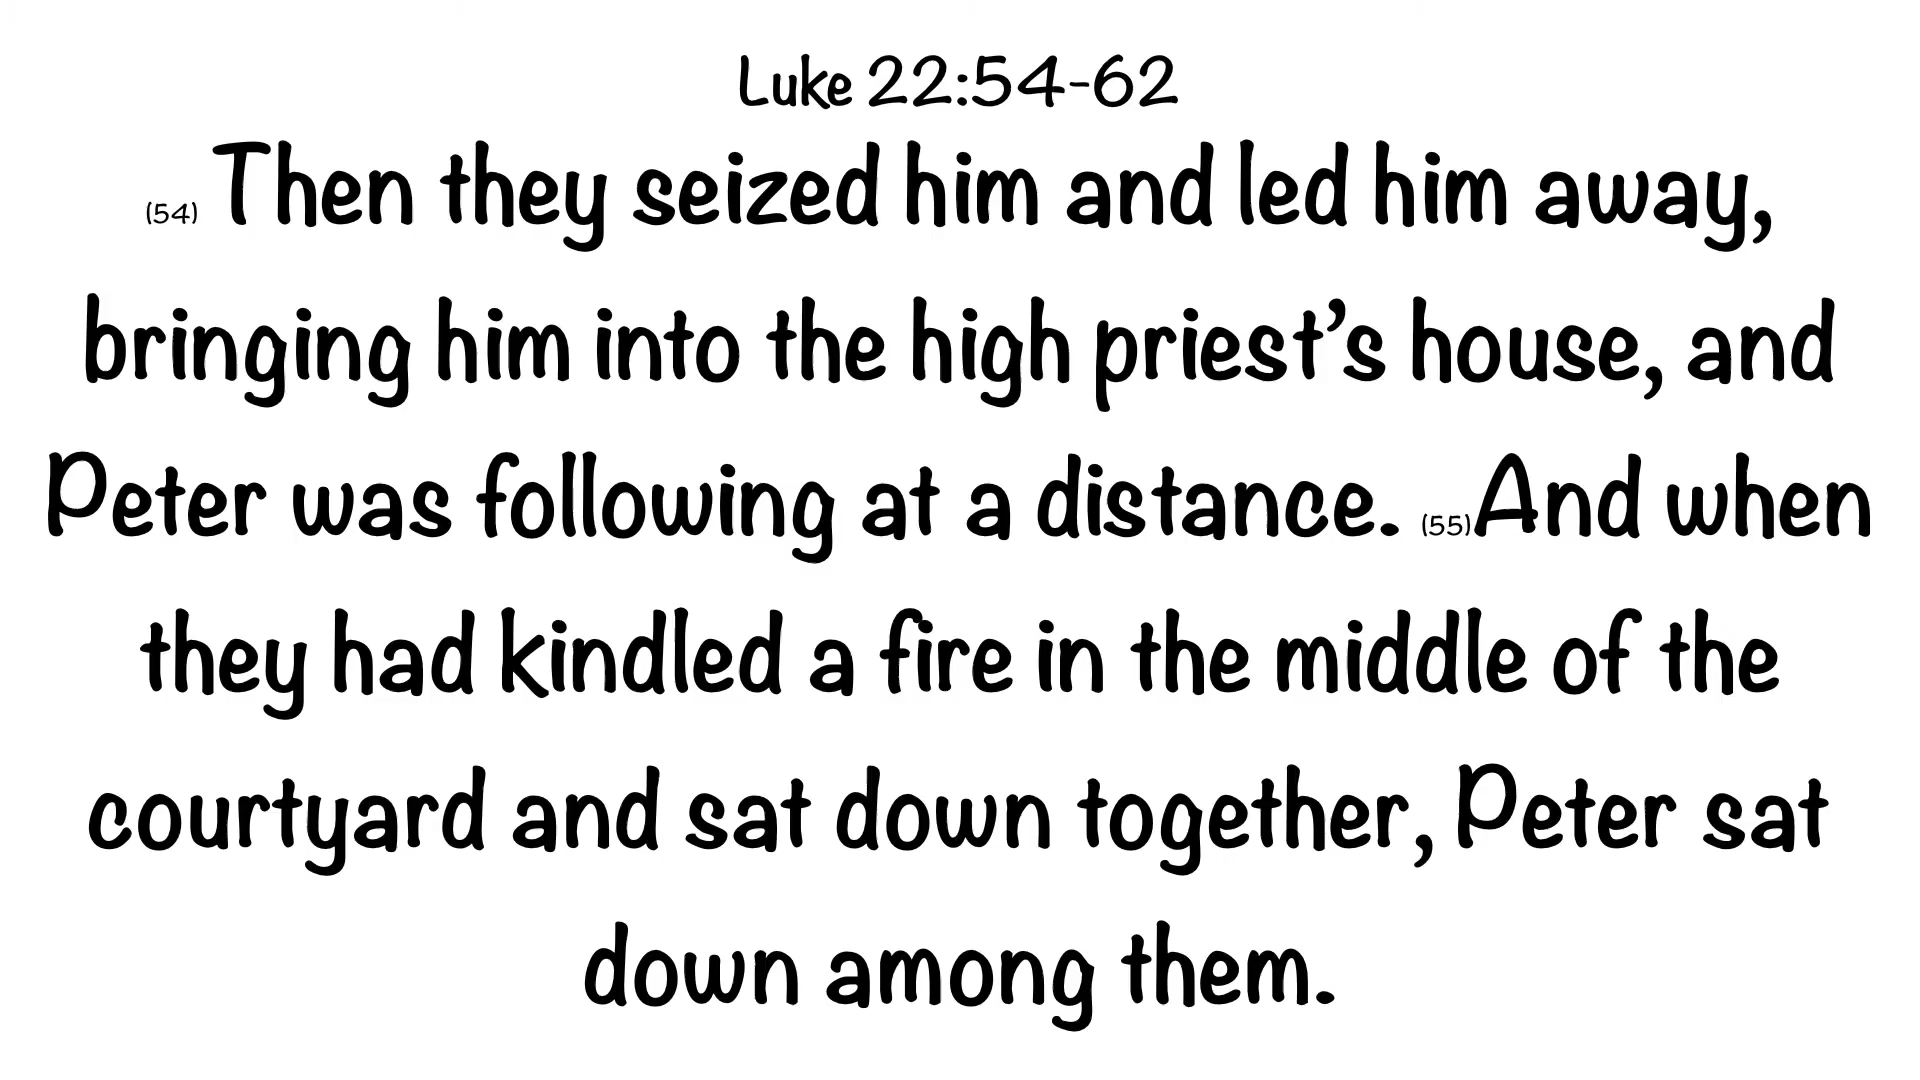 Luke 22:54-62
(54) Then they seized him and led him away,
bringing him into the high priest’s house, and
Peter was following at a distance. (55)And when
they had kindled a fire in the middle of the
courtyard and sat down together, Peter sat
down among them.